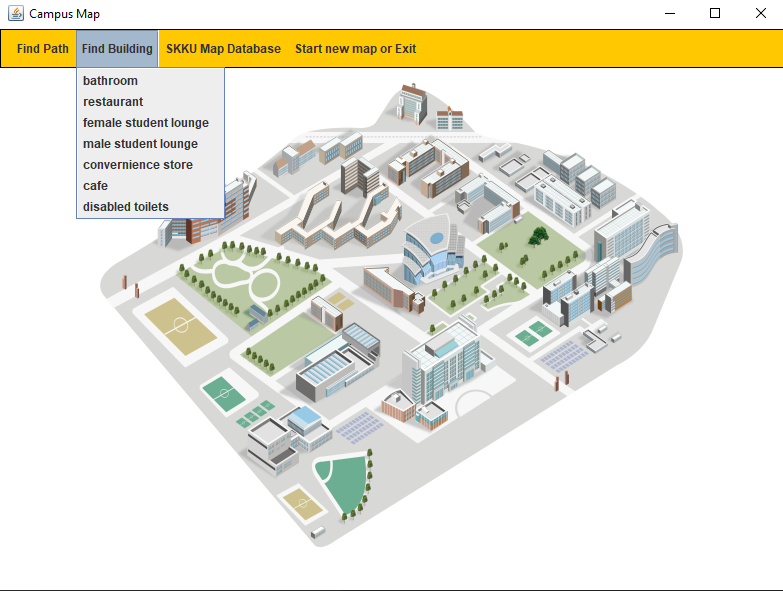 Campus Map
Find Path Find Building SKKU Map Database Start new map or Exit
bathroom
restaurant
female student lounge
male student lounge
convernience store
cafe
disabled toilets